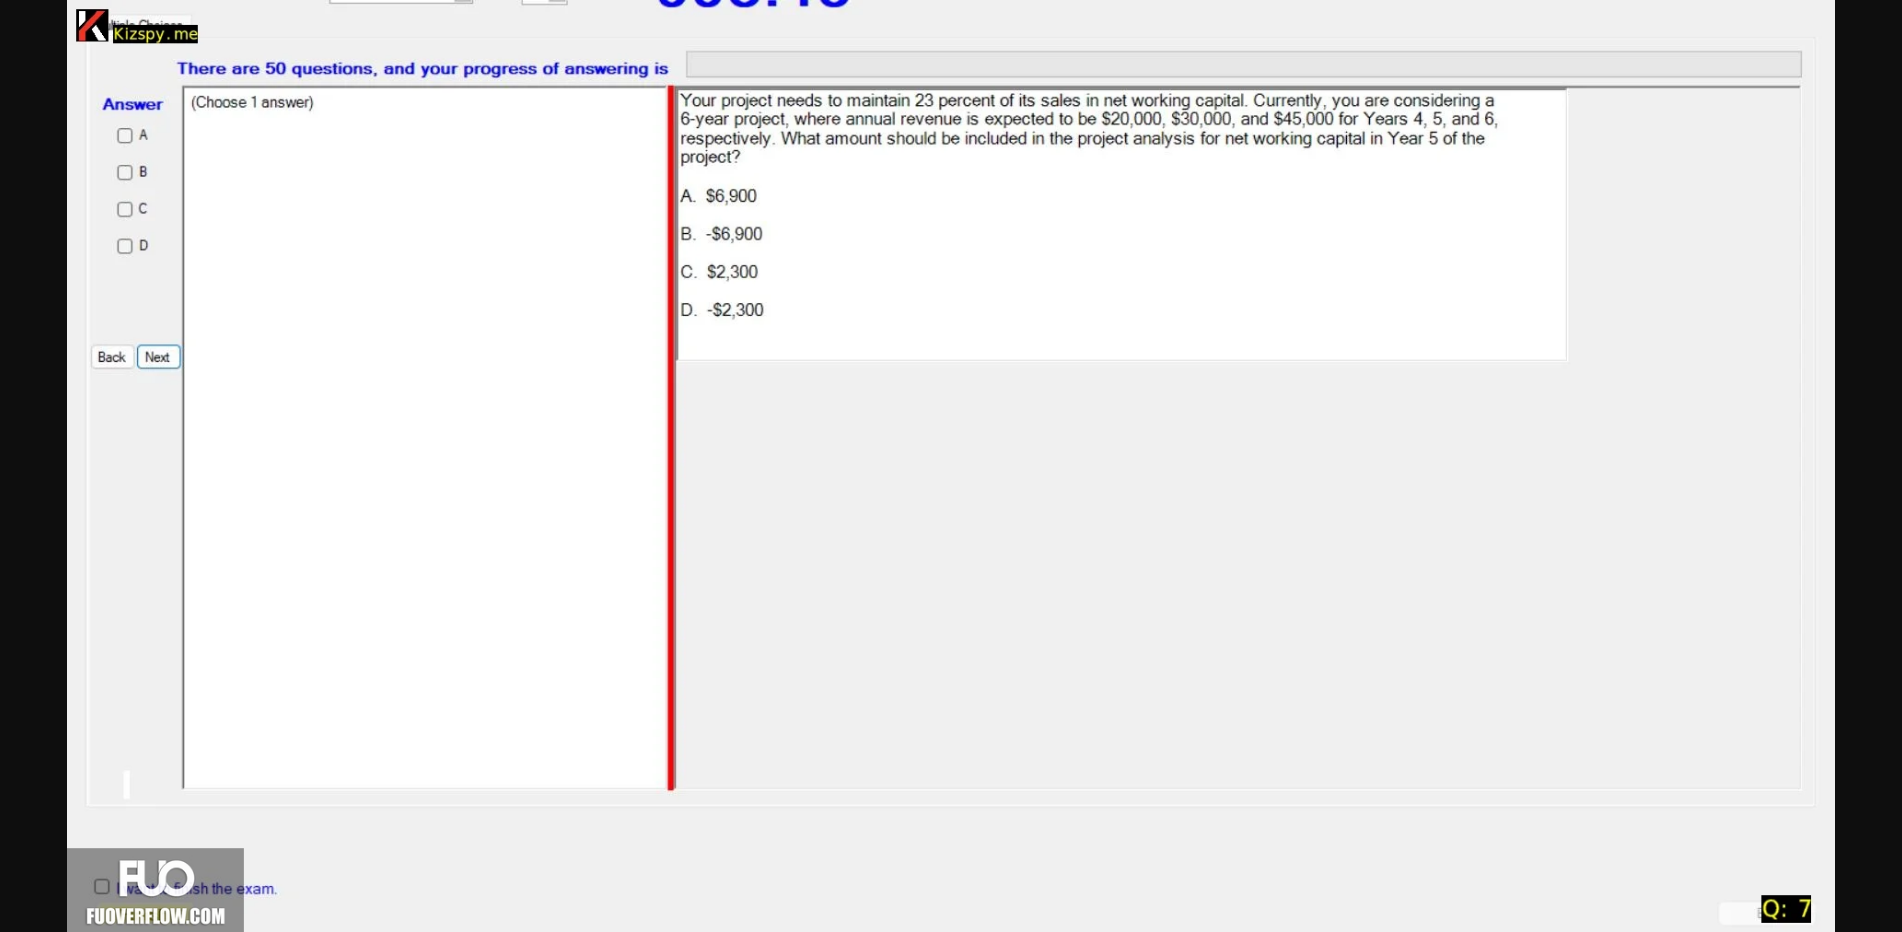 Kizspy.me
There are 50 questions, and your progress of answering is
Answer
(Choose 1 answer)
A
B
C
D
Back Next
Your project needs to maintain 23 percent of its sales in net working capital. Currently, you are considering a
6-year project, where annual revenue is expected to be $20,000, $30,000, and $45,000 for Years 4, 5, and 6,
respectively. What amount should be included in the project analysis for net working capital in Year 5 of the
project?
A. $6,900
B. -$6,900
C. $2,300
D. -$2,300
FUO
the exam.
FUOVERFLOW.COM
Q: 7